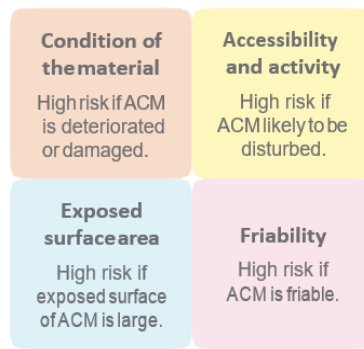 Condition of
the material
High risk if ACM
is deteriorated
or damaged.
Accessibility
and activity
High risk if
ACM likely to be
disturbed.
Exposed
surface area
High risk if
exposed surface
of ACM is large.
Friability
High risk if
ACM is friable.